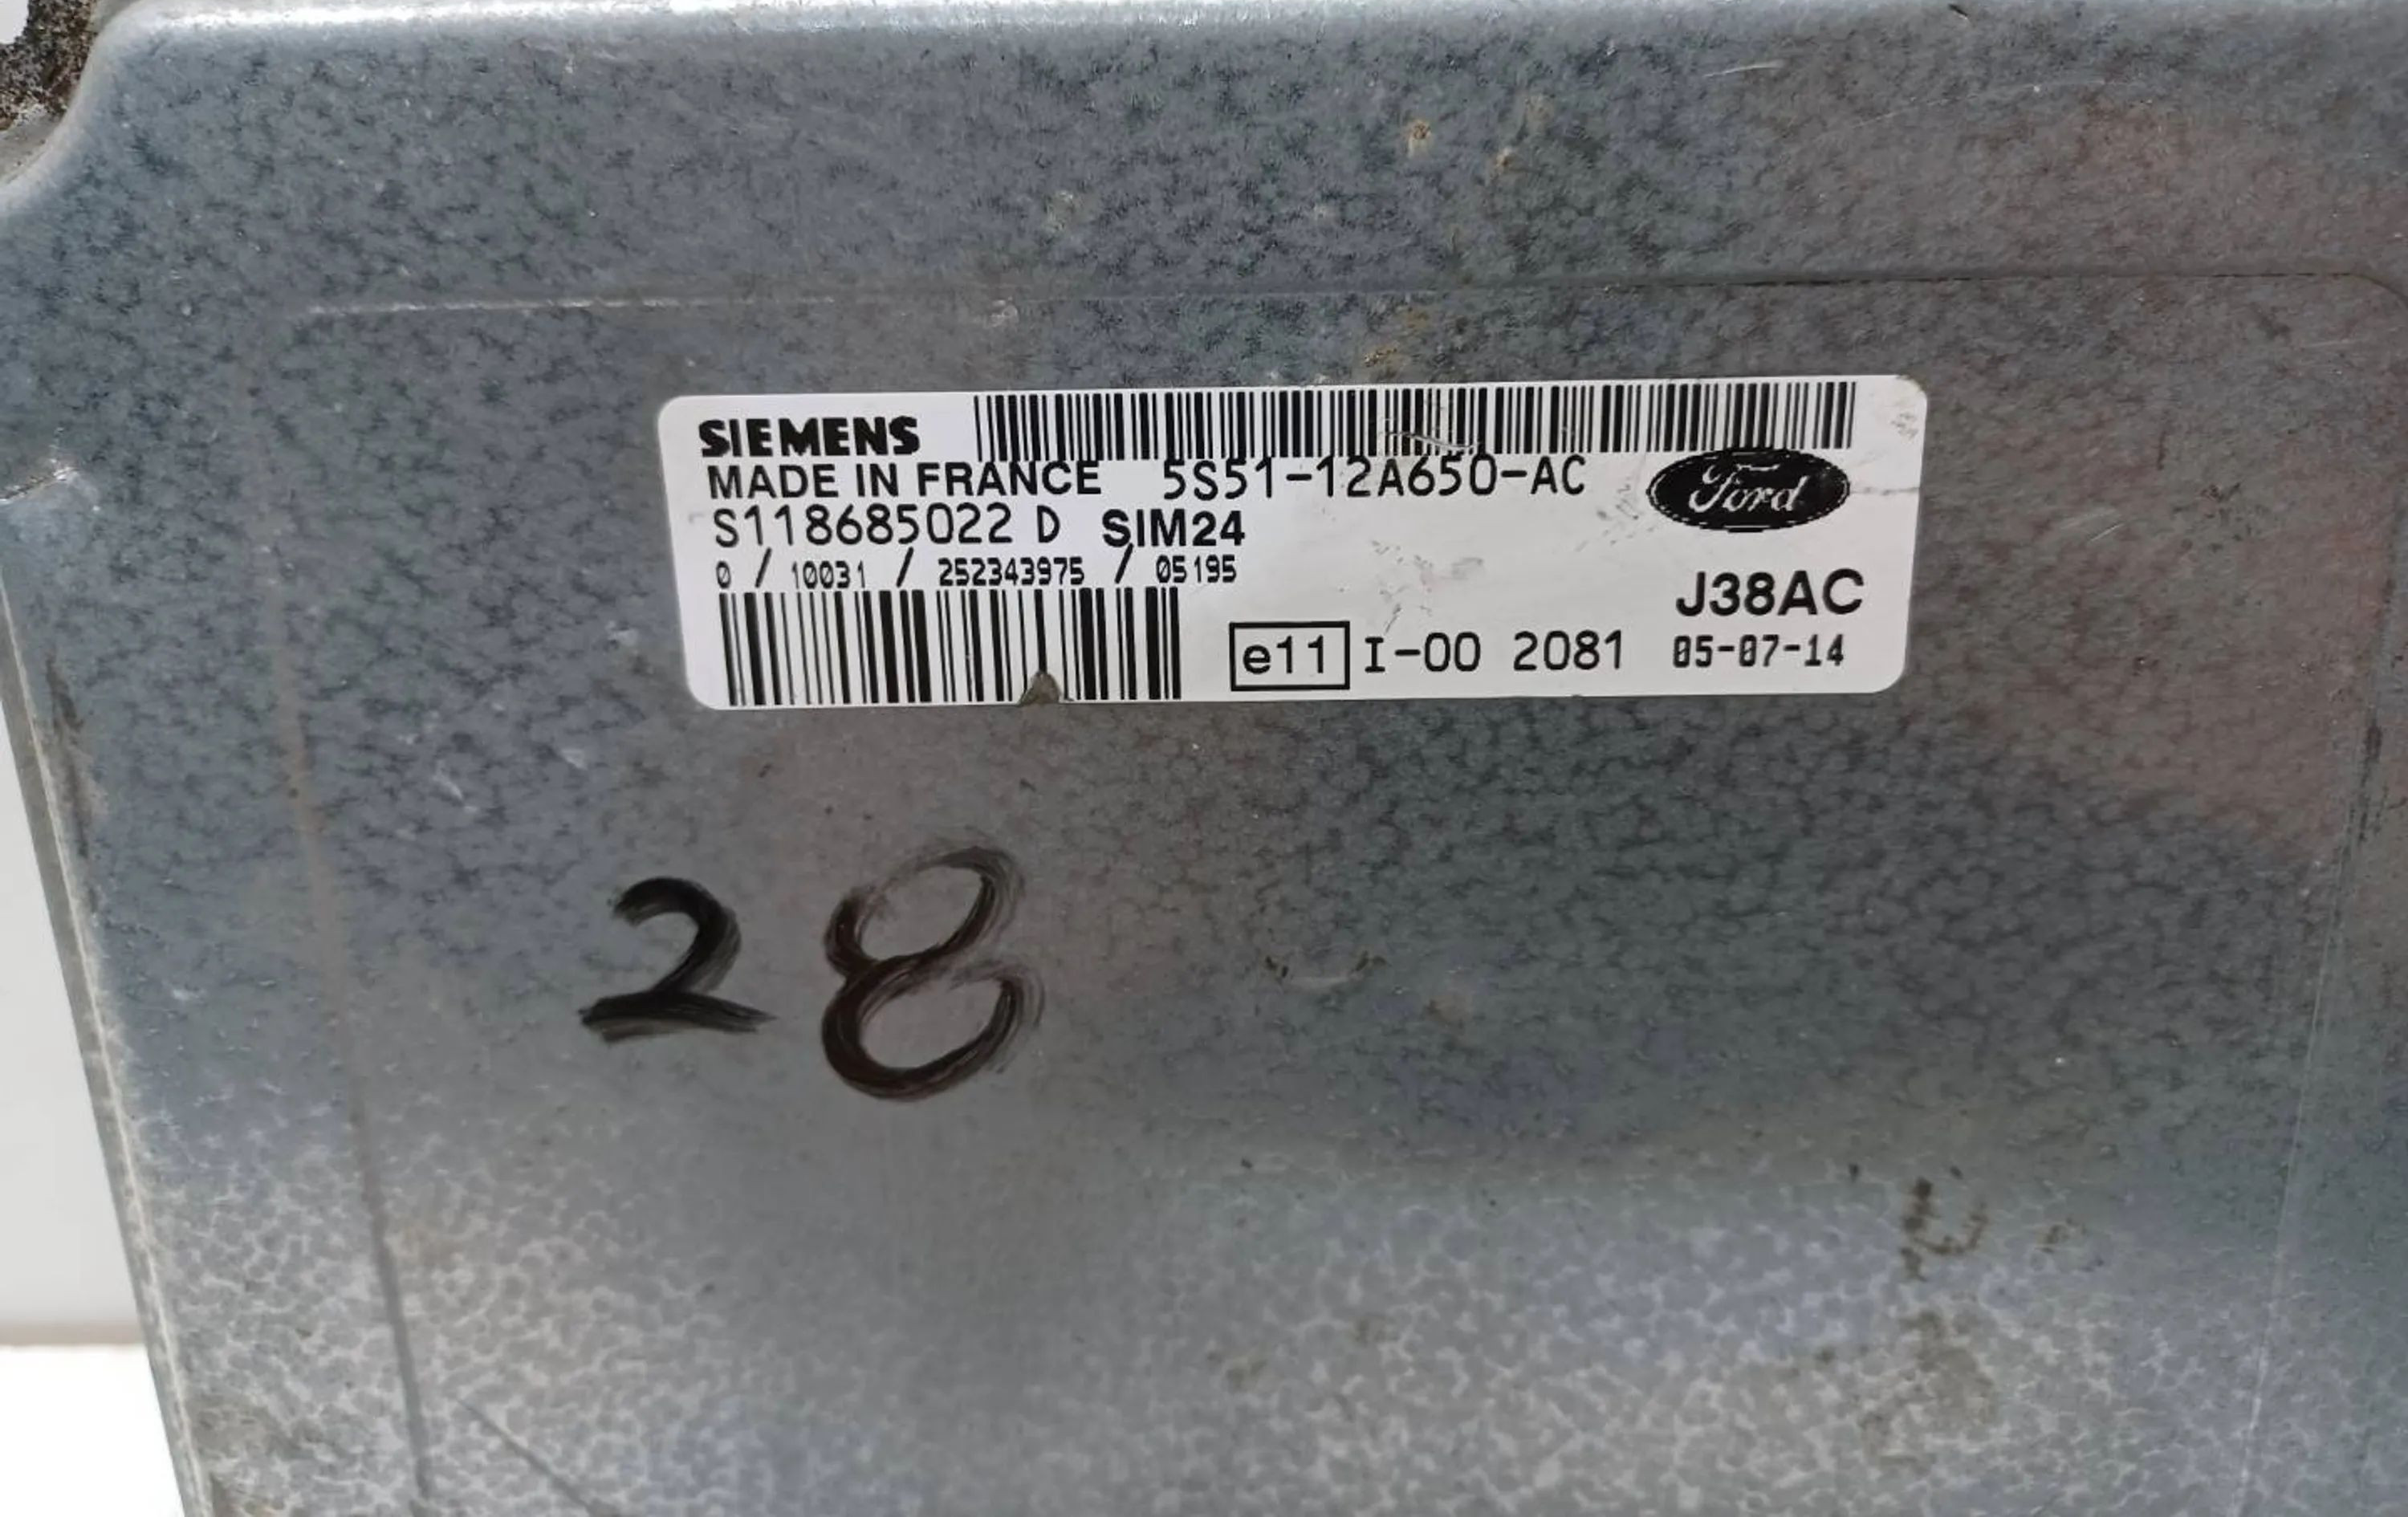 SIEMENS
MADE IN FRANCE 5S51-12A650-AC
Ford
S118685022 D SIM24
0 / 10031 / 252343975 / 05195
J38AC
e11 I-00 2081 05-07-14
28